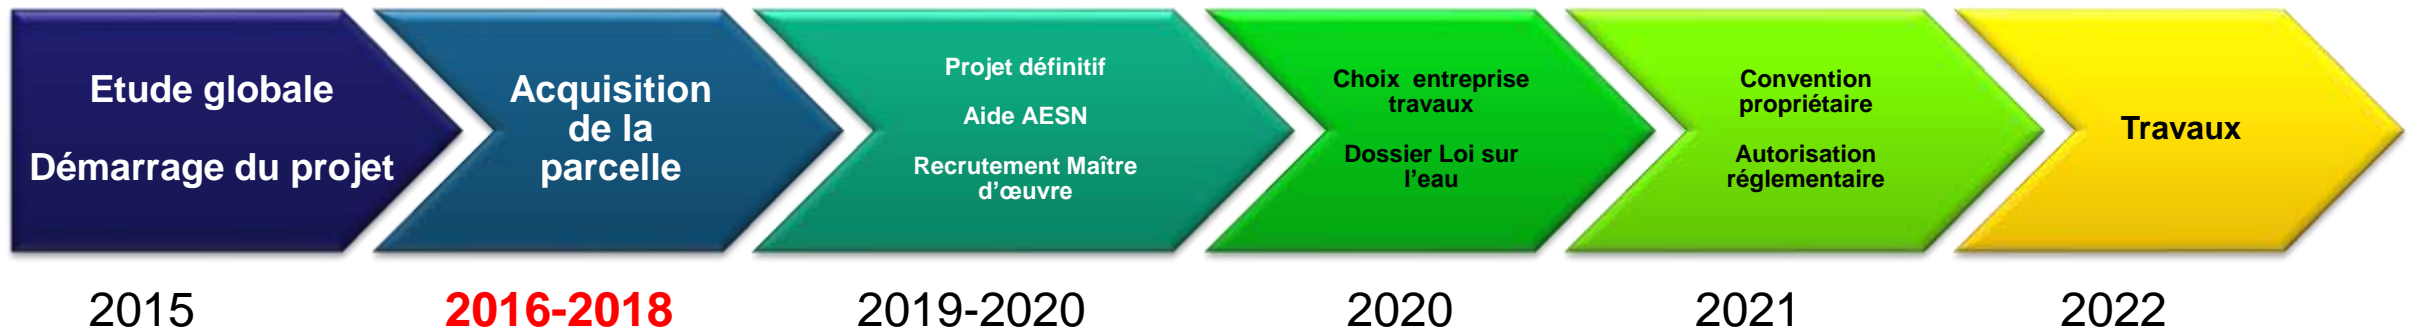 Etude globale
Démarrage du projet
Acquisition
de la
parcelle
Projet définitif
Aide AESN
Recrutement Maître
d’œuvre
Choix entreprise
travaux
Dossier Loi sur
l’eau
Convention
propriétaire
Autorisation
réglementaire
Travaux
2015
2016-2018
2019-2020
2020
2021
2022